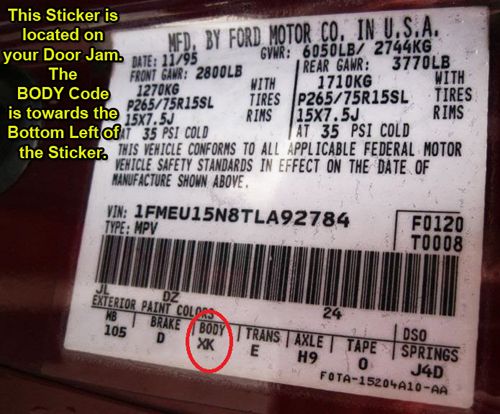 This Sticker is
located on
your Door Jam.
The
BODY Code
is towards the
Bottom Left of
the Sticker.
MFD. BY FORD MOTOR CO. IN U.S.A.
DATE: 11/95 GVWR: 6050LB/ 2744KG
FRONT GAWR: 2800LB REAR GAWR: 3770LB
1270KG WITH 1710KG WITH
P265/75R15SL TIRES P265/75R15SL TIRES
15X7.5J RIMS 15X7.5J RIMS
AT 35 PSI COLD AT 35 PSI COLD
THIS VEHICLE CONFORMS TO ALL APPLICABLE FEDERAL MOTOR
VEHICLE SAFETY STANDARDS IN EFFECT ON THE DATE OF
MANUFACTURE SHOWN ABOVE.
VIN: 1FMEU15N8TLA92784 F0120
TYPE: MPV T0008
JL DZ
EXTERIOR PAINT COLORS 24 DSO
WB BRAKE BODY TRANS AXLE TAPE SPRINGS
105 D XK E H9 O J4D
F0TA-15204A10-AA